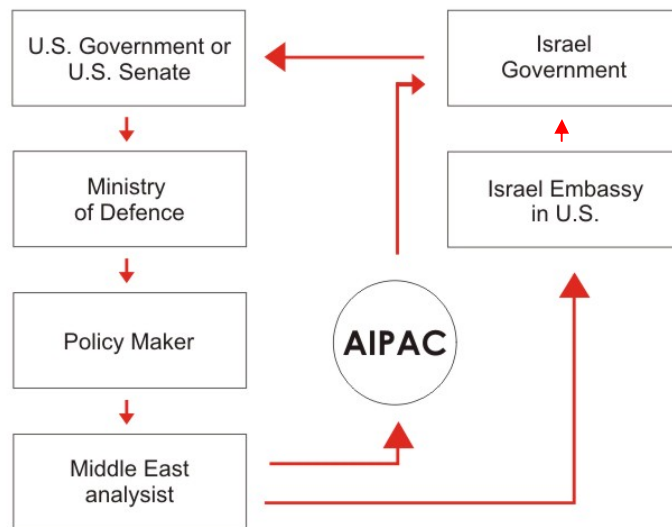 U.S. Government or
U.S. Senate
Israel
Government
Ministry
of Defence
Israel Embassy
in U.S.
Policy Maker
AIPAC
Middle East
analysist